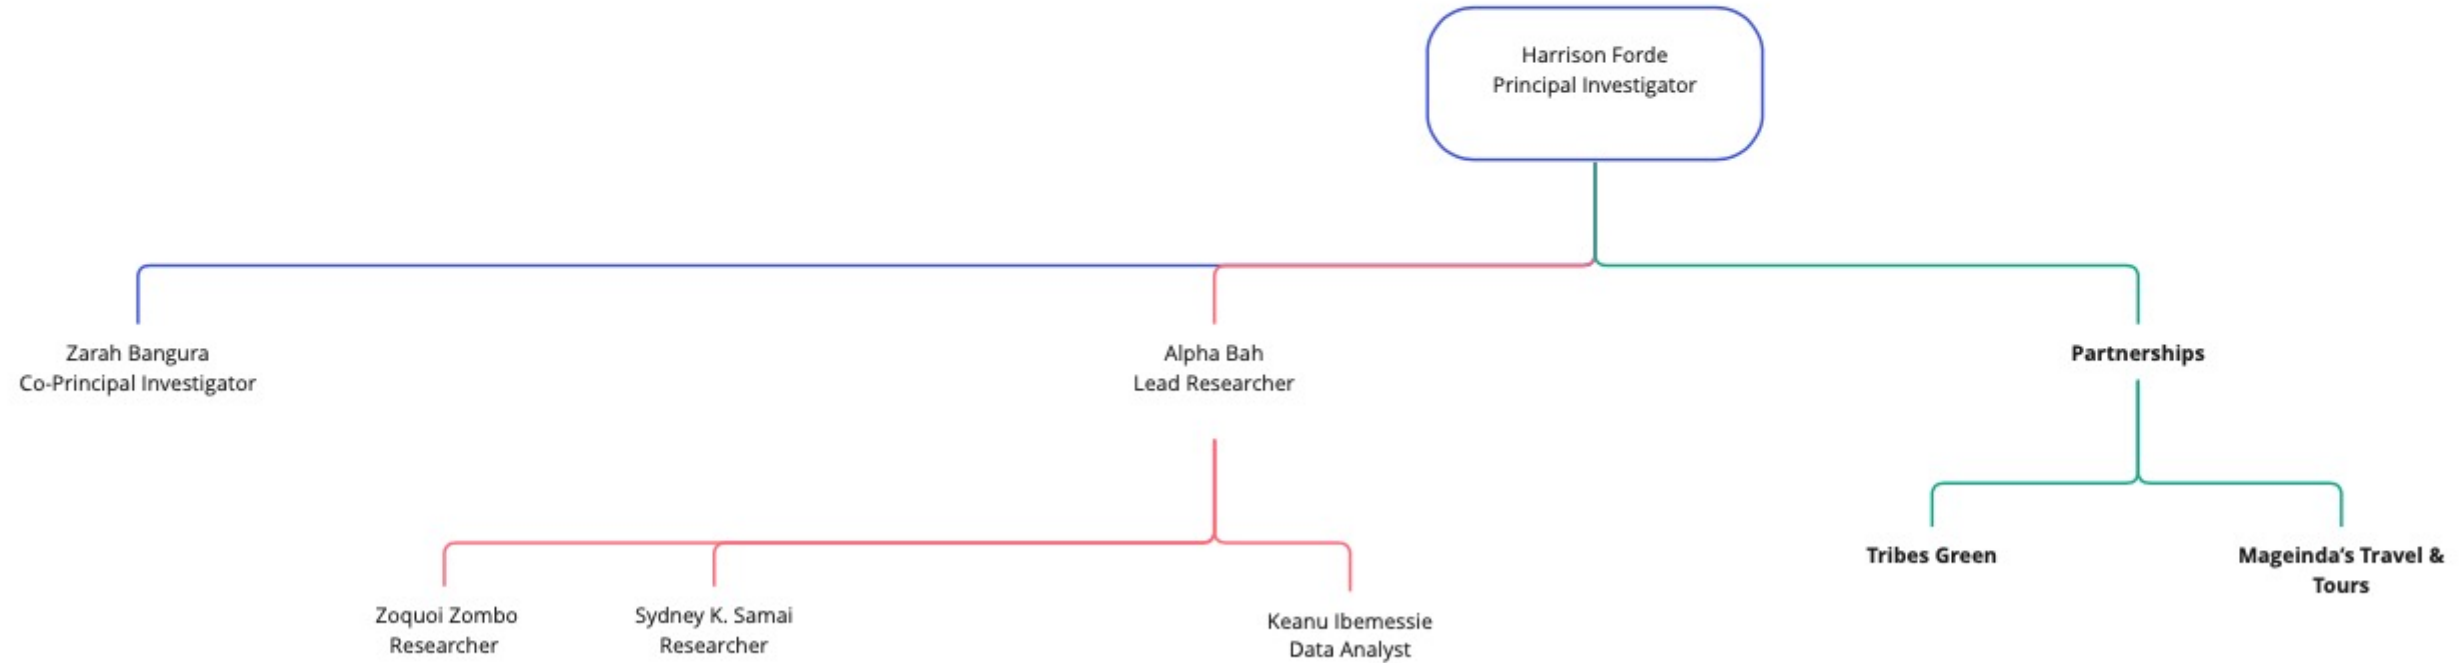 Harrison Forde
Principal Investigator
Zarah Bangura
Co-Principal Investigator
Alpha Bah
Lead Researcher
Partnerships
Zoquoi Zombo
Researcher
Sydney K. Samai
Researcher
Keanu Ibemessie
Data Analyst
Tribes Green
Mageinda’s Travel &
Tours